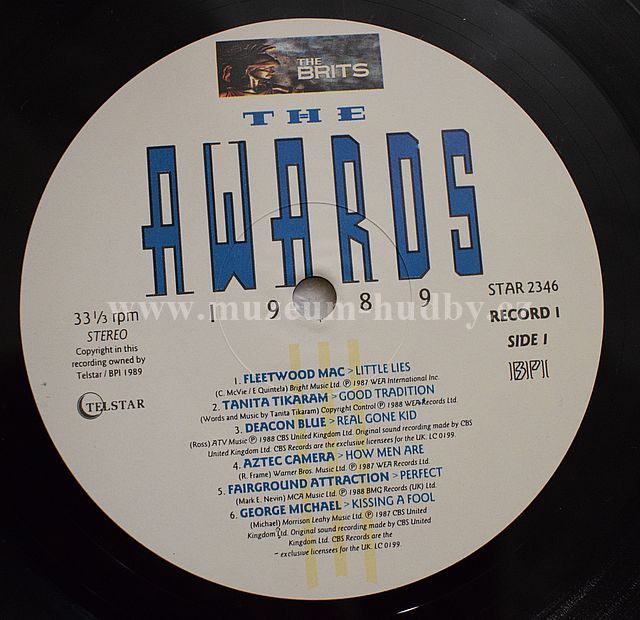 THE
BRITS
THE
AWARDS
1989
www.museum-hudby.cz
33 1/3 rpm
STEREO
Copyright in this
recording owned by
Telstar / BPI 1989
TELSTAR
STAR 2346
RECORD I
SIDE I
BPI
1. FLEETWOOD MAC > LITTLE LIES
(C. McVie / E Quintela) Bright Music Ltd. ℗ 1987 WEA International Inc.
2. TANITA TIKARAM > GOOD TRADITION
(Words and Music by Tanita Tikaram) Copyright Control ℗ 1988 WEA Records Ltd.
3. DEACON BLUE > REAL GONE KID
(Ross) ATV Music ℗ 1988 CBS United Kingdom Ltd. Original sound recording made by CBS
United Kingdom Ltd. CBS Records are the exclusive licensees for the UK. LC 0199.
4. AZTEC CAMERA > HOW MEN ARE
(R. Frame) Warner Bros. Music Ltd. ℗ 1987 WEA Records Ltd.
5. FAIRGROUND ATTRACTION > PERFECT
(Mark E. Nevin) MCA Music Ltd. ℗ 1988 BMG Records (UK) Ltd.
6. GEORGE MICHAEL > KISSING A FOOL
(Michael) Morrison Leahy Music Ltd. ℗ 1987 CBS United
Kingdom Ltd. Original sound recording made by CBS United
Kingdom Ltd. CBS Records are the
- exclusive licensees for the UK. LC 0199.